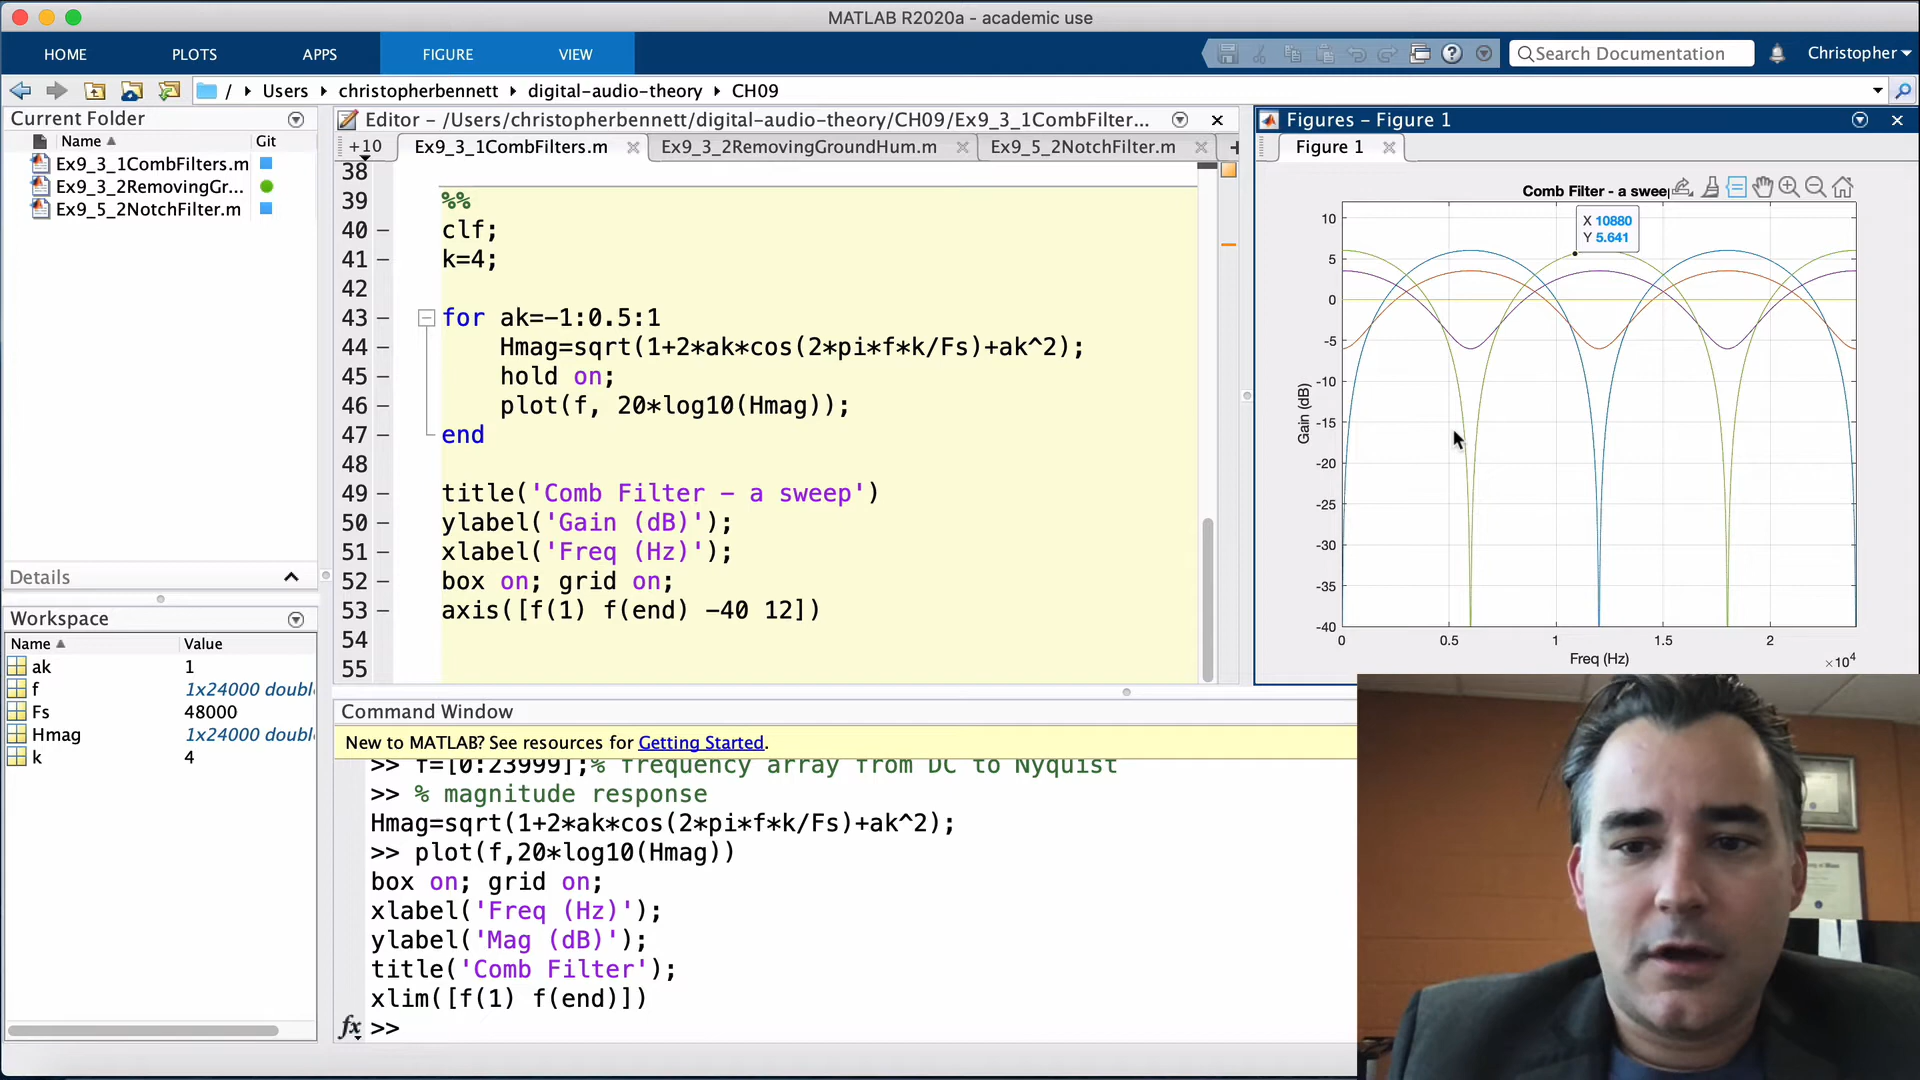 MATLAB R2020a - academic use
HOME PLOTS APPS FIGURE VIEW
Search Documentation
Christopher
/ Users christopherbennett digital-audio-theory CH09
Current Folder
Name Git
Ex9_3_1CombFilters.m
Ex9_3_2RemovingGr...
Ex9_5_2NotchFilter.m
Details
Workspace
Name Value
ak 1
f 1x24000 doubl
Fs 48000
Hmag 1x24000 doubl
k 4
Editor - /Users/christopherbennett/digital-audio-theory/CH09/Ex9_3_1CombFilter...
+10 Ex9_3_1CombFilters.m Ex9_3_2RemovingGroundHum.m Ex9_5_2NotchFilter.m
38
39 %%
40 - clf;
41 - k=4;
42
43 - for ak=-1:0.5:1
44 - Hmag=sqrt(1+2*ak*cos(2*pi*f*k/Fs)+ak^2);
45 - hold on;
46 - plot(f, 20*log10(Hmag));
47 - end
48
49 - title('Comb Filter - a sweep')
50 - ylabel('Gain (dB)');
51 - xlabel('Freq (Hz)');
52 - box on; grid on;
53 - axis([f(1) f(end) -40 12])
54
55
Command Window
New to MATLAB? See resources for Getting Started.
>> f=[0:23999];% frequency array from DC to Nyquist
>> % magnitude response
Hmag=sqrt(1+2*ak*cos(2*pi*f*k/Fs)+ak^2);
>> plot(f,20*log10(Hmag))
box on; grid on;
xlabel('Freq (Hz)');
ylabel('Mag (dB)');
title('Comb Filter');
xlim([f(1) f(end)])
fx >>
Figures - Figure 1
Figure 1
Comb Filter - a swee
X 10880
Y 5.641
10
5
0
-5
-10
-15
-20
-25
-30
-35
-40
Gain (dB)
0 0.5 1 1.5 2
Freq (Hz)
×10^4